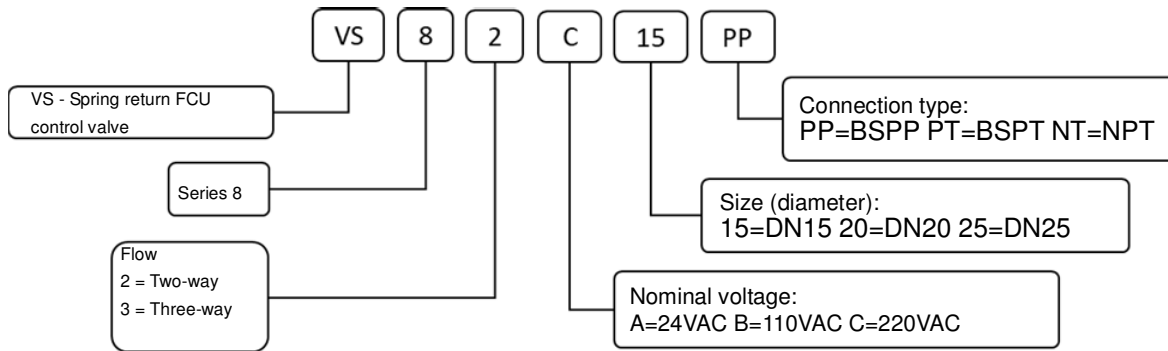 VS 8 2 C 15 PP
VS - Spring return FCU
control valve
Connection type:
PP=BSPP PT=BSPT NT=NPT
Series 8
Size (diameter):
15=DN15 20=DN20 25=DN25
Flow
2 = Two-way
3 = Three-way
Nominal voltage:
A=24VAC B=110VAC C=220VAC